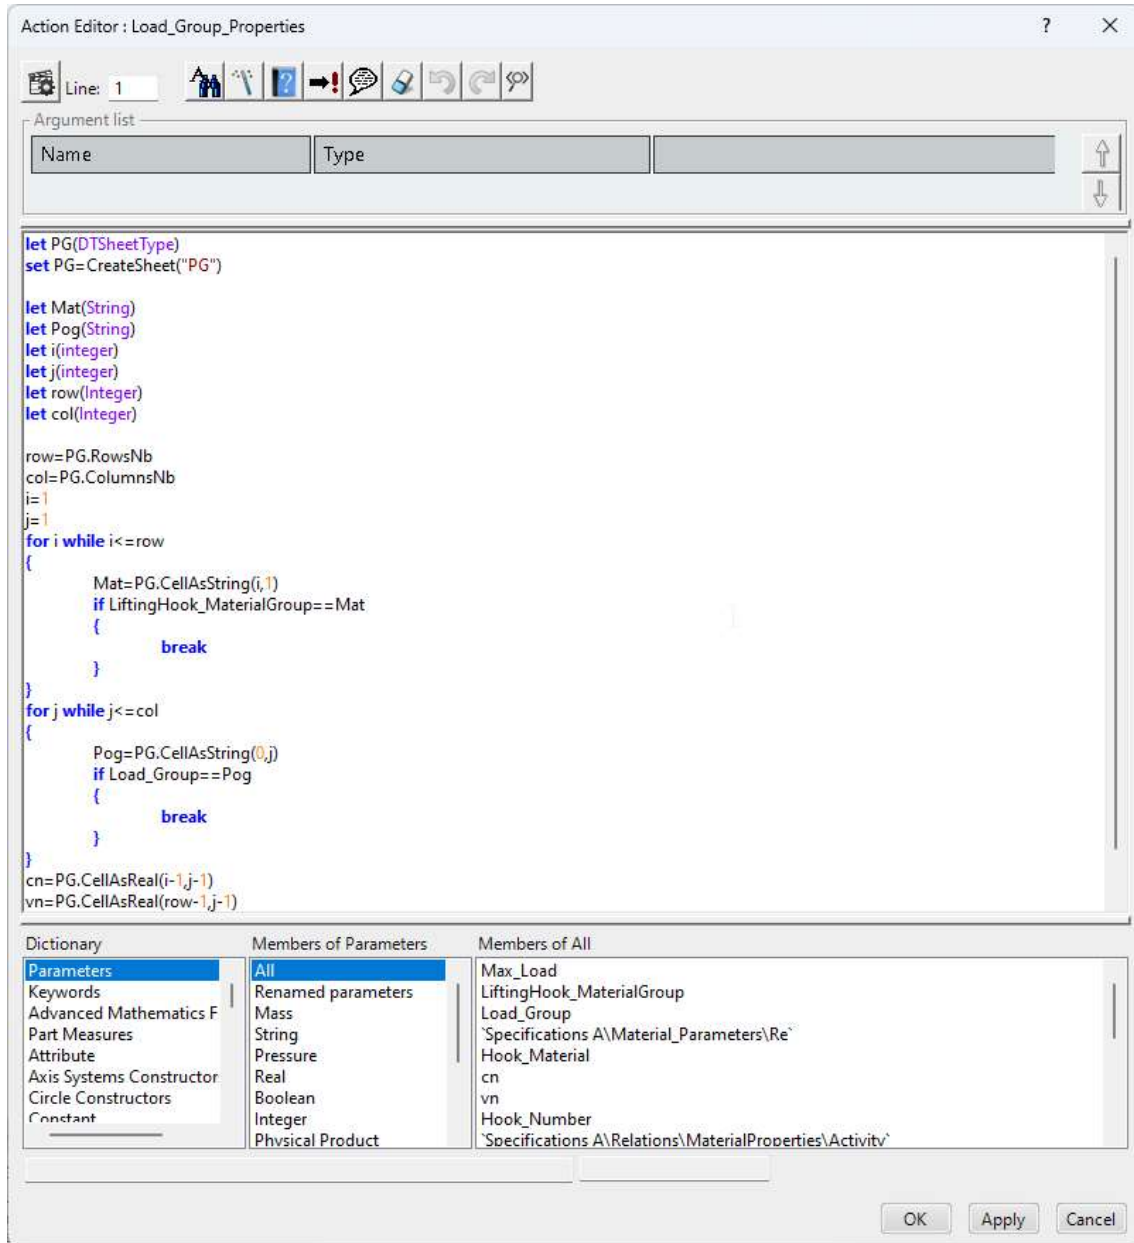 Action Editor : Load_Group_Properties ?
Line: 1
Argument list
Name Type
let PG(DTSheetType)
set PG=CreateSheet("PG")
let Mat(String)
let Pog(String)
let i(integer)
let j(integer)
let row(Integer)
let col(Integer)
row=PG.RowsNb
col=PG.ColumnsNb
i=1
j=1
for i while i<=row
{
Mat=PG.CellAsString(i,1)
if LiftingHook_MaterialGroup==Mat
{
break
}
}
for j while j<=col
{
Pog=PG.CellAsString(0,j)
if Load_Group==Pog
{
break
}
}
cn=PG.CellAsReal(i-1,j-1)
vn=PG.CellAsReal(row-1,j-1)
Dictionary Members of Parameters Members of All
Parameters All Max_Load
Keywords Renamed parameters LiftingHook_MaterialGroup
Advanced Mathematics F Mass Load_Group
Part Measures String `Specifications A\Material_Parameters\Re`
Attribute Pressure Hook_Material
Axis Systems Constructor Real cn
Circle Constructors Boolean vn
Constant Integer Hook_Number
Physical Product `Specifications A\Relations\MaterialProperties\Activity`
OK Apply Cancel